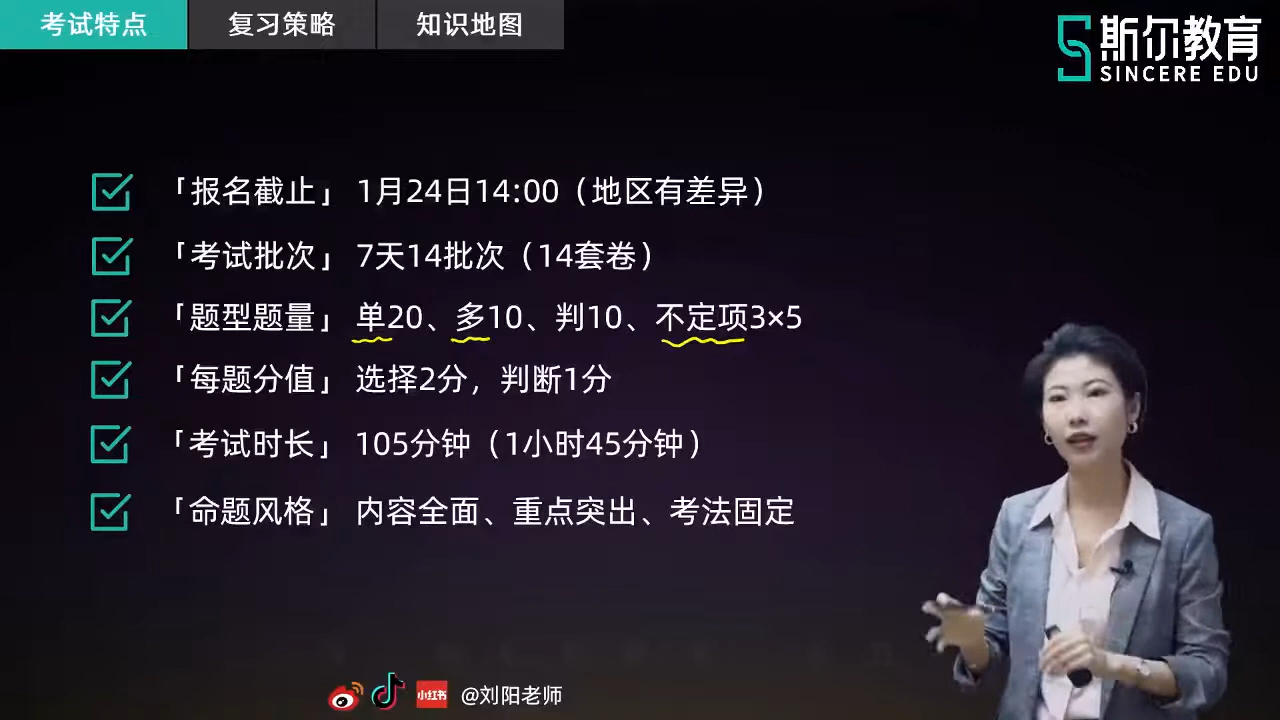 考试特点
复习策略
知识地图
斯尔教育
SINCERE EDU
「报名截止」 1月24日14:00（地区有差异）
「考试批次」 7天14批次（14套卷）
「题型题量」 单20、多10、判10、不定项3×5
「每题分值」 选择2分，判断1分
「考试时长」 105分钟（1小时45分钟）
「命题风格」 内容全面、重点突出、考法固定
小红书
@刘阳老师